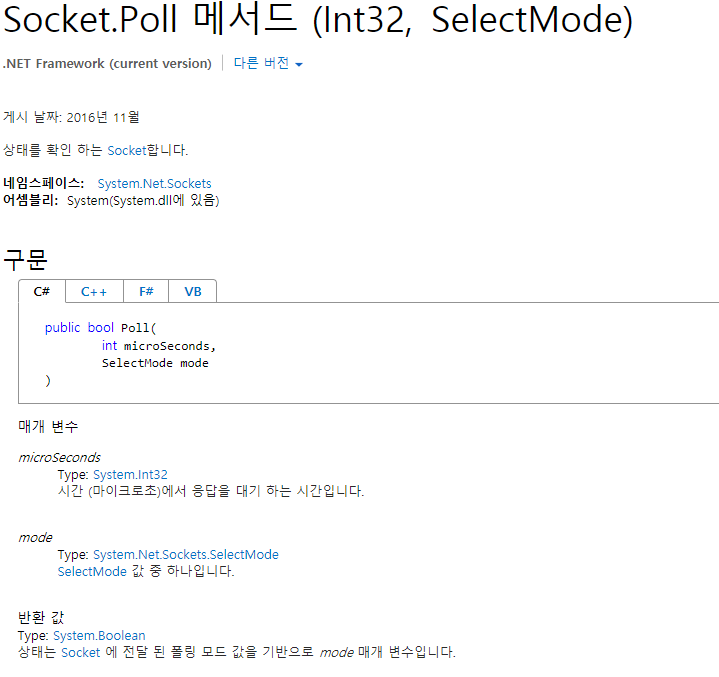 Socket.Poll 메서드 (Int32, SelectMode)
.NET Framework (current version) 다른 버전
게시 날짜: 2016년 11월
상태를 확인 하는 Socket합니다.
네임스페이스: System.Net.Sockets
어셈블리: System(System.dll에 있음)
구문
C# C++ F# VB
public bool Poll(
int microSeconds,
SelectMode mode
)
매개 변수
microSeconds
Type: System.Int32
시간 (마이크로초)에서 응답을 대기 하는 시간입니다.
mode
Type: System.Net.Sockets.SelectMode
SelectMode 값 중 하나입니다.
반환 값
Type: System.Boolean
상태는 Socket 에 전달 된 폴링 모드 값을 기반으로 mode 매개 변수입니다.